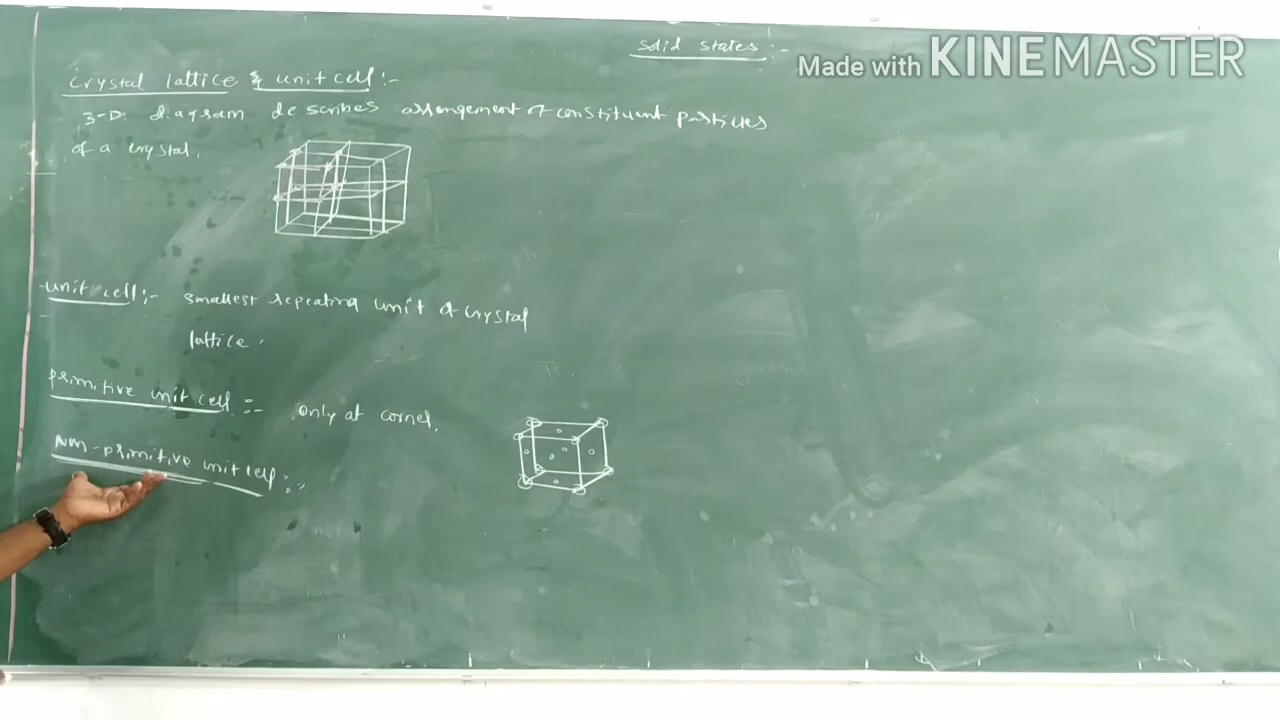 Solid States :-
Made with KINEMASTER
Crystal lattice & unit cell :-
3-D diagram describes arrangement of constituent particles
of a crystal.
unit cell :- smallest repeating unit of crystal
lattice.
primitive unit cell :- Only at corner.
Non-primitive unit cell :-